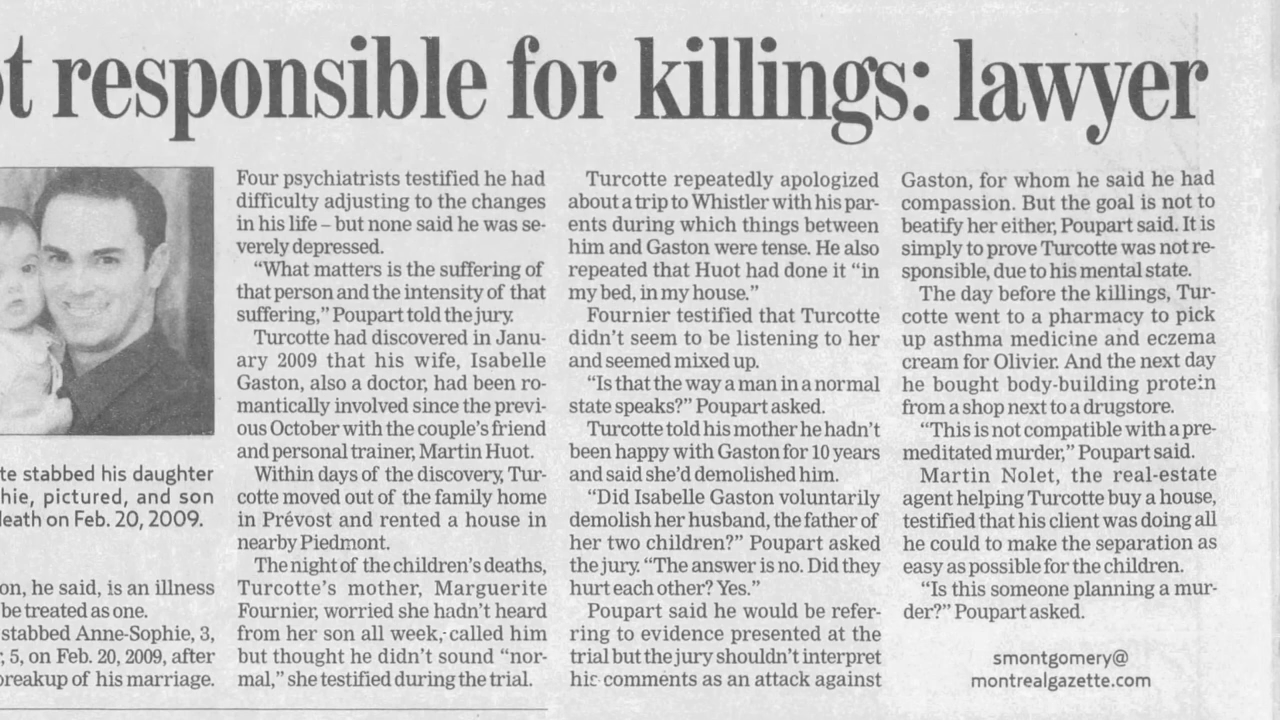 t responsible for killings: lawyer
te stabbed his daughter
hie, pictured, and son
death on Feb. 20, 2009.
on, he said, is an illness
be treated as one.
stabbed Anne-Sophie, 3,
, 5, on Feb. 20, 2009, after
breakup of his marriage.
Four psychiatrists testified he had
difficulty adjusting to the changes
in his life – but none said he was se-
verely depressed.
“What matters is the suffering of
that person and the intensity of that
suffering,” Poupart told the jury.
Turcotte had discovered in Janu-
ary 2009 that his wife, Isabelle
Gaston, also a doctor, had been ro-
mantically involved since the previ-
ous October with the couple’s friend
and personal trainer, Martin Huot.
Within days of the discovery, Tur-
cotte moved out of the family home
in Prévost and rented a house in
nearby Piedmont.
The night of the children’s deaths,
Turcotte’s mother, Marguerite
Fournier, worried she hadn’t heard
from her son all week, called him
but thought he didn’t sound “nor-
mal,” she testified during the trial.
Turcotte repeatedly apologized
about a trip to Whistler with his par-
ents during which things between
him and Gaston were tense. He also
repeated that Huot had done it “in
my bed, in my house.”
Fournier testified that Turcotte
didn’t seem to be listening to her
and seemed mixed up.
“Is that the way a man in a normal
state speaks?” Poupart asked.
Turcotte told his mother he hadn’t
been happy with Gaston for 10 years
and said she’d demolished him.
“Did Isabelle Gaston voluntarily
demolish her husband, the father of
her two children?” Poupart asked
the jury. “The answer is no. Did they
hurt each other? Yes.”
Poupart said he would be refer-
ring to evidence presented at the
trial but the jury shouldn’t interpret
his comments as an attack against
Gaston, for whom he said he had
compassion. But the goal is not to
beatify her either, Poupart said. It is
simply to prove Turcotte was not re-
sponsible, due to his mental state.
The day before the killings, Tur-
cotte went to a pharmacy to pick
up asthma medicine and eczema
cream for Olivier. And the next day
he bought body-building protein
from a shop next to a drugstore.
“This is not compatible with a pre-
meditated murder,” Poupart said.
Martin Nolet, the real-estate
agent helping Turcotte buy a house,
testified that his client was doing all
he could to make the separation as
easy as possible for the children.
“Is this someone planning a mur-
der?” Poupart asked.
smontgomery@
montrealgazette.com